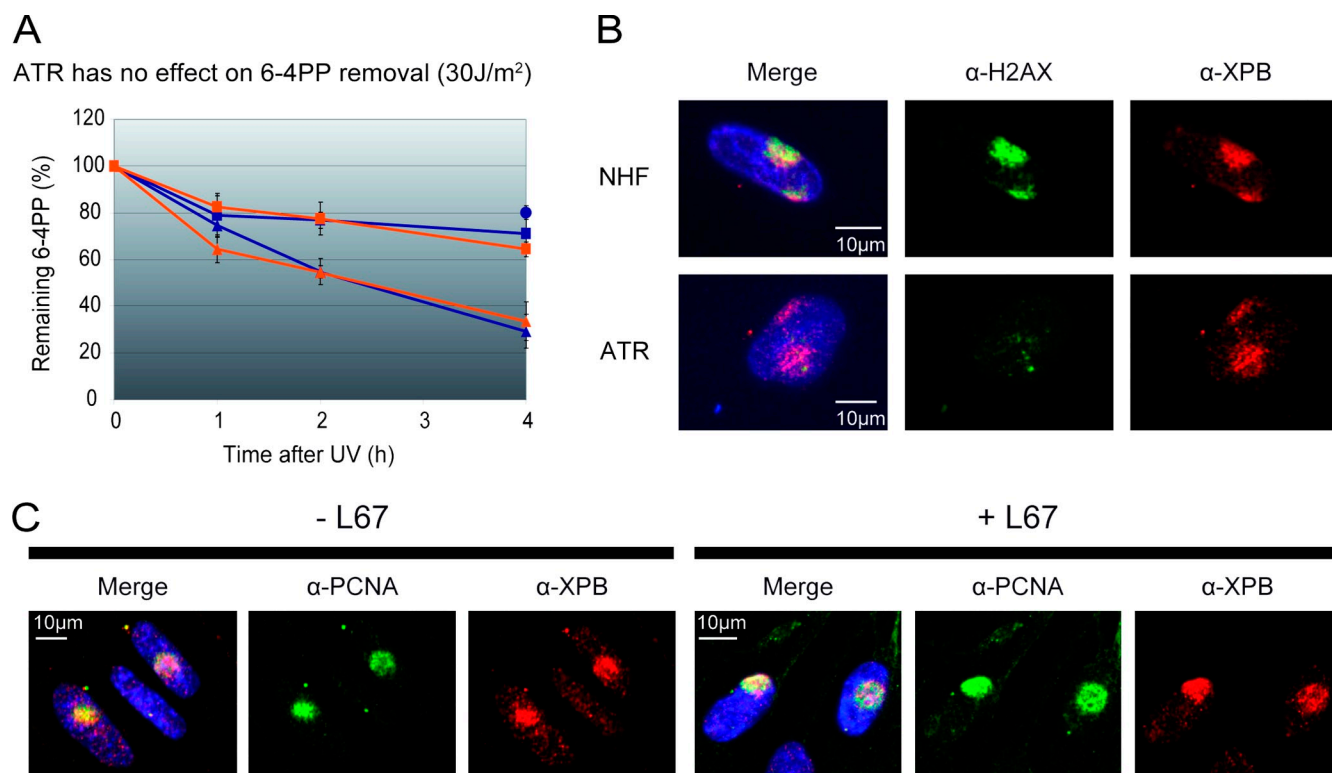 A
ATR has no effect on 6-4PP removal (30J/m²)
Remaining 6-4PP (%)
120
100
80
60
40
20
0
0 1 2 3 4
Time after UV (h)
B
Merge α-H2AX α-XPB
NHF
10µm
ATR
10µm
C
- L67 + L67
Merge α-PCNA α-XPB Merge α-PCNA α-XPB
10µm 10µm